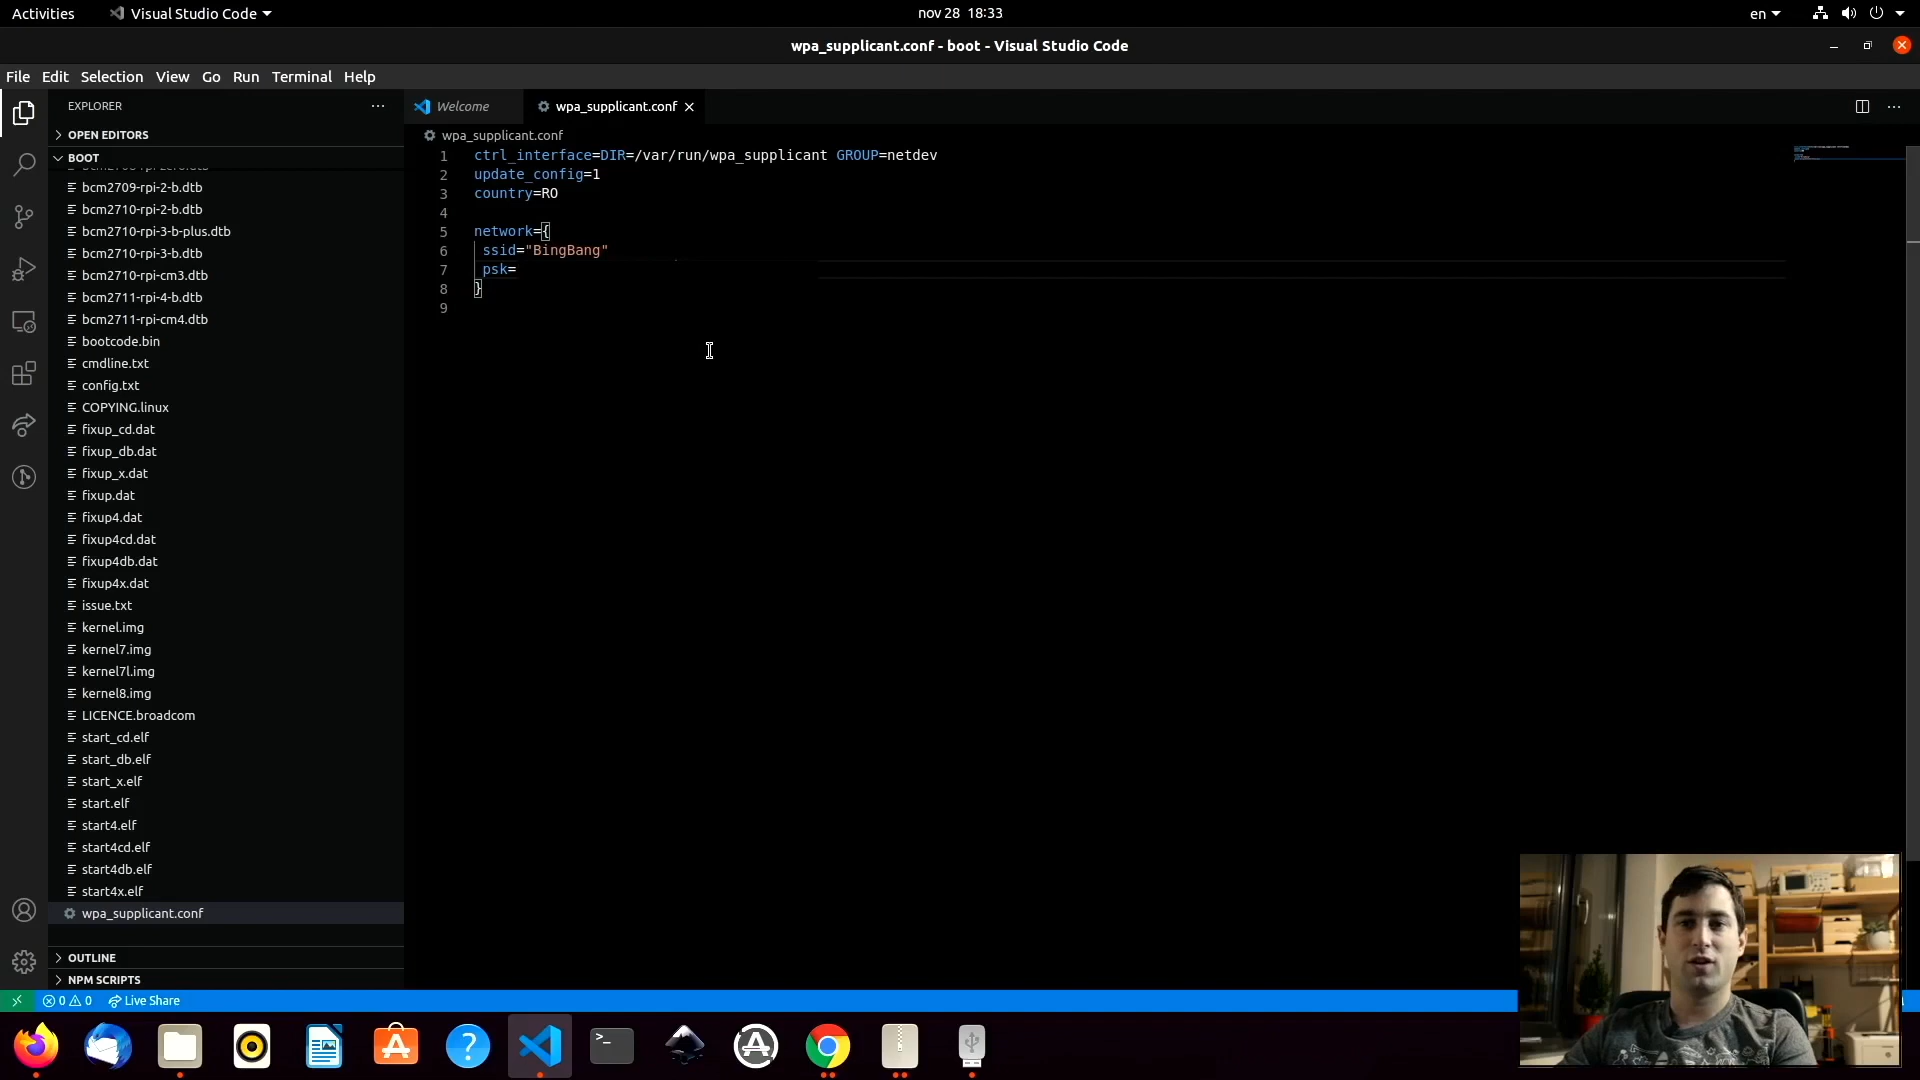 Activities
Visual Studio Code
nov 28 18:33
en
wpa_supplicant.conf - boot - Visual Studio Code
File Edit Selection View Go Run Terminal Help
EXPLORER
OPEN EDITORS
BOOT
bcm2709-rpi-2-b.dtb
bcm2710-rpi-2-b.dtb
bcm2710-rpi-3-b-plus.dtb
bcm2710-rpi-3-b.dtb
bcm2710-rpi-cm3.dtb
bcm2711-rpi-4-b.dtb
bcm2711-rpi-cm4.dtb
bootcode.bin
cmdline.txt
config.txt
COPYING.linux
fixup_cd.dat
fixup_db.dat
fixup_x.dat
fixup.dat
fixup4.dat
fixup4cd.dat
fixup4db.dat
fixup4x.dat
issue.txt
kernel.img
kernel7.img
kernel7l.img
kernel8.img
LICENCE.broadcom
start_cd.elf
start_db.elf
start_x.elf
start.elf
start4.elf
start4cd.elf
start4db.elf
start4x.elf
wpa_supplicant.conf
OUTLINE
NPM SCRIPTS
Welcome
wpa_supplicant.conf
wpa_supplicant.conf
1 ctrl_interface=DIR=/var/run/wpa_supplicant GROUP=netdev
2 update_config=1
3 country=RO
4
5 network={
6 ssid="BingBang"
7 psk=
8 }
9
0 0 Live Share